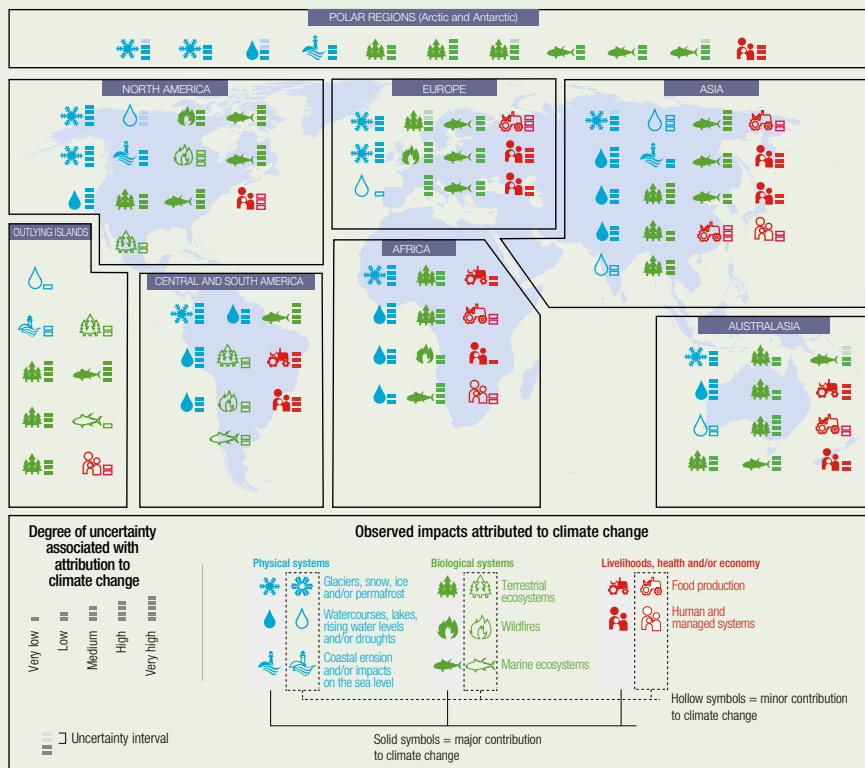 POLAR REGIONS (Arctic and Antarctic)
NORTH AMERICA
EUROPE
ASIA
OUTLYING ISLANDS
AFRICA
CENTRAL AND SOUTH AMERICA
AUSTRALASIA
Degree of uncertainty
associated with
attribution to
climate change
Very low
Low
Medium
High
Very high
Uncertainty interval
Observed impacts attributed to climate change
Physical systems
Glaciers, snow, ice
and/or permafrost
Watercourses, lakes,
rising water levels
and/or droughts
Coastal erosion
and/or impacts
on the sea level
Biological systems
Terrestrial
ecosystems
Wildfires
Marine ecosystems
Livelihoods, health and/or economy
Food production
Human and
managed systems
Hollow symbols = minor contribution
to climate change
Solid symbols = major contribution
to climate change